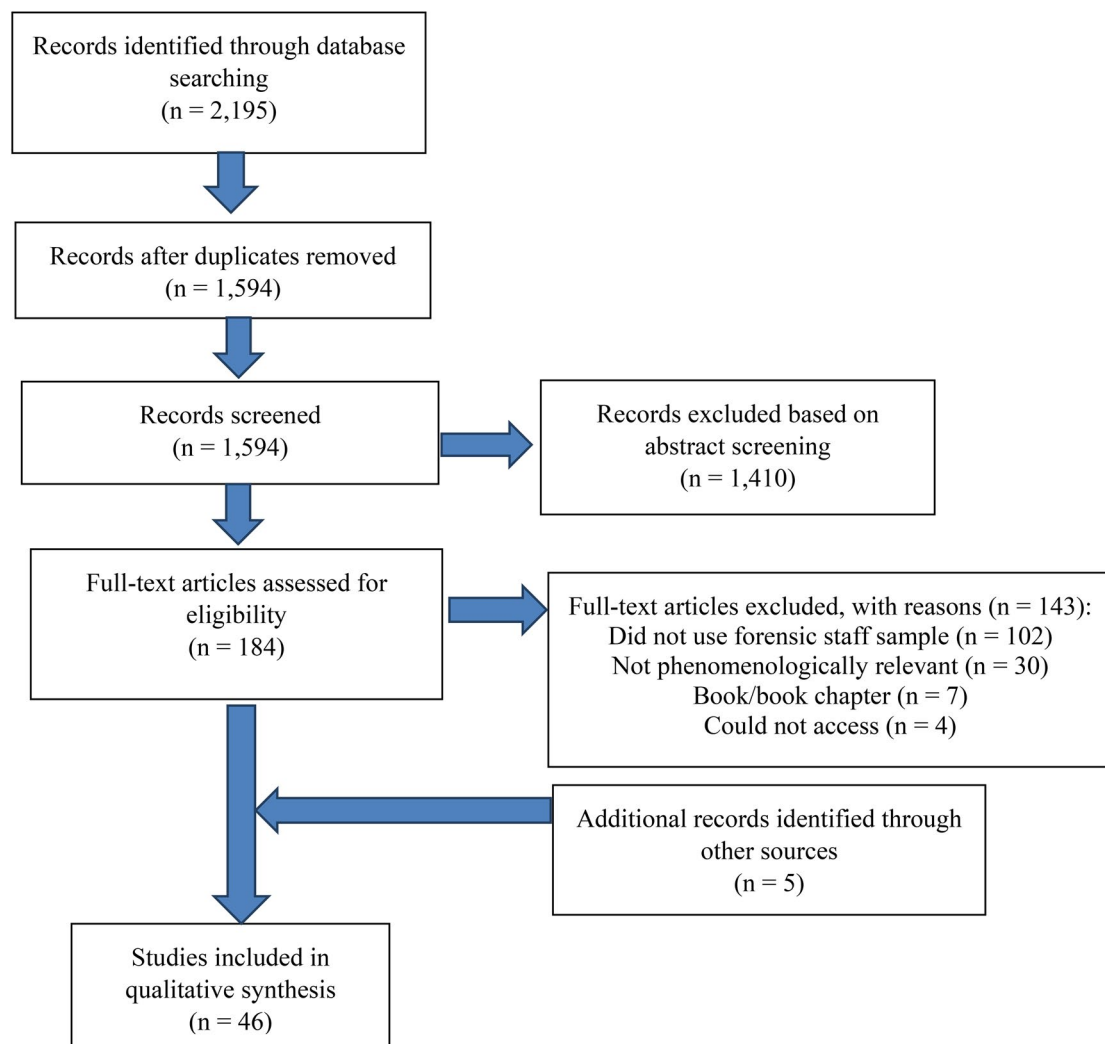 Records identified through database
searching
(n = 2,195)
Records after duplicates removed
(n = 1,594)
Records screened
(n = 1,594)
Records excluded based on
abstract screening
(n = 1,410)
Full-text articles assessed for
eligibility
(n = 184)
Full-text articles excluded, with reasons (n = 143):
Did not use forensic staff sample (n = 102)
Not phenomenologically relevant (n = 30)
Book/book chapter (n = 7)
Could not access (n = 4)
Additional records identified through
other sources
(n = 5)
Studies included in
qualitative synthesis
(n = 46)